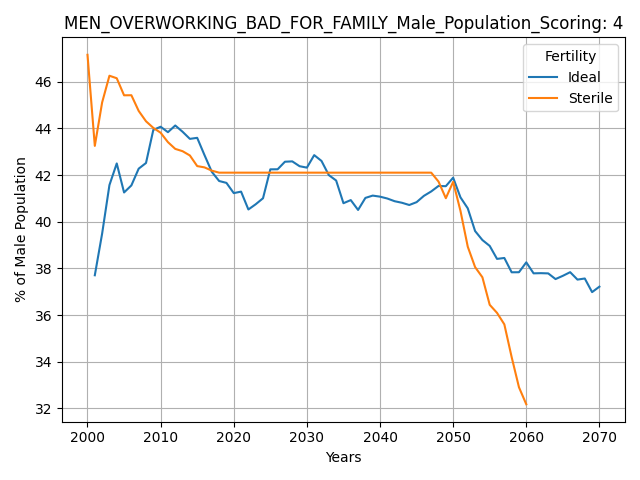 MEN_OVERWORKING_BAD_FOR_FAMILY_Male_Population_Scoring: 4
Fertility
Ideal
Sterile
% of Male Population
46
44
42
40
38
36
34
32
2000 2010 2020 2030 2040 2050 2060 2070
Years